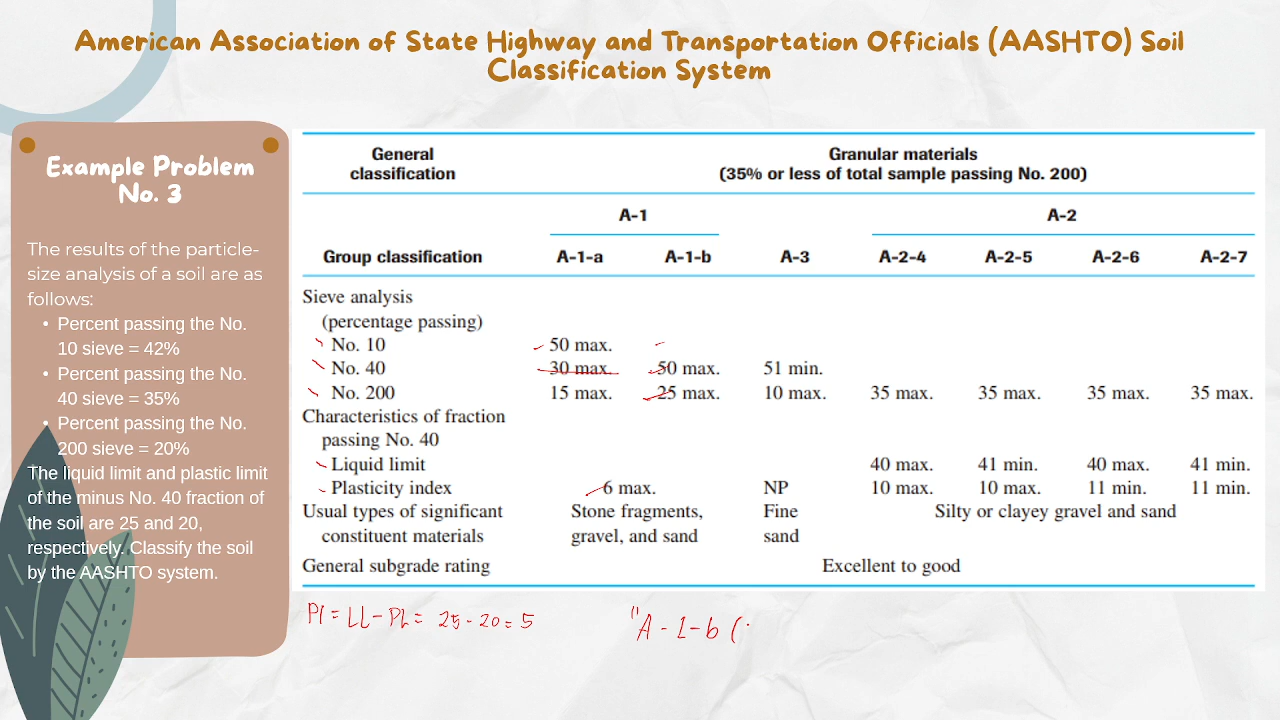 American Association of State Highway and Transportation Officials (AASHTO) Soil
Classification System
Example Problem
No. 3
The results of the particle-
size analysis of a soil are as
follows:
• Percent passing the No.
10 sieve = 42%
• Percent passing the No.
40 sieve = 35%
• Percent passing the No.
200 sieve = 20%
The liquid limit and plastic limit
of the minus No. 40 fraction of
the soil are 25 and 20,
respectively. Classify the soil
by the AASHTO system.
General classification Granular materials (35% or less of total sample passing No. 200)
A-1 A-2
Group classification A-1-a A-1-b A-3 A-2-4 A-2-5 A-2-6 A-2-7
Sieve analysis
(percentage passing)
No. 10 50 max.
No. 40 30 max. 50 max. 51 min.
No. 200 15 max. 25 max. 10 max. 35 max. 35 max. 35 max. 35 max.
Characteristics of fraction
passing No. 40
Liquid limit 40 max. 41 min. 40 max. 41 min.
Plasticity index 6 max. NP 10 max. 10 max. 11 min. 11 min.
Usual types of significant constituent materials Stone fragments, gravel, and sand Fine sand Silty or clayey gravel and sand
General subgrade rating Excellent to good
PI = LL - PL = 25 - 20 = 5
"A - 1 - b (